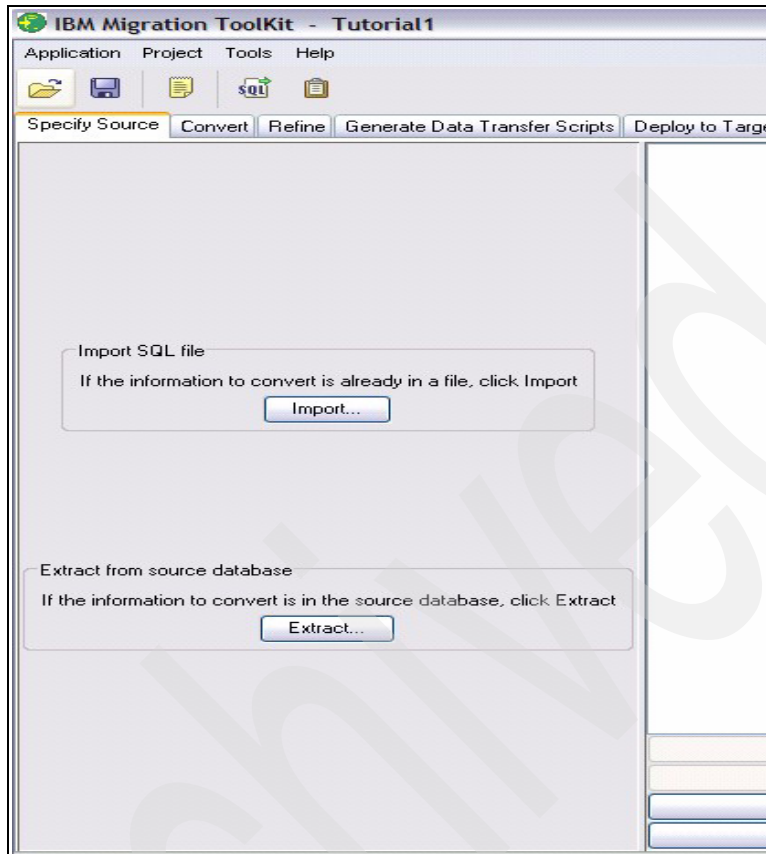 IBM Migration ToolKit - Tutorial1
Application Project Tools Help
SQL
Specify Source Convert Refine Generate Data Transfer Scripts Deploy to Targe
Import SQL file
If the information to convert is already in a file, click Import
Import...
Extract from source database
If the information to convert is in the source database, click Extract
Extract...